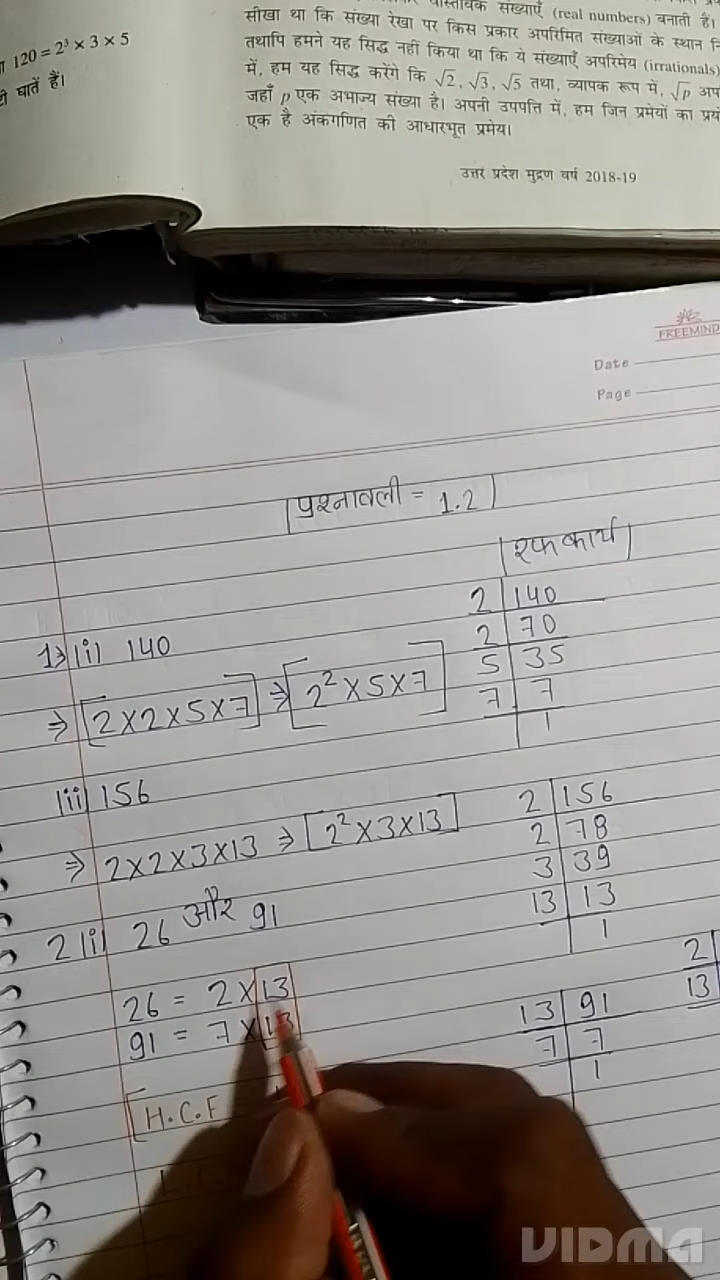 120 = 2³ × 3 × 5
घातें हैं।
संख्याएँ (real numbers) बनाती हैं।
सीखा था कि संख्या रेखा पर किस प्रकार अपरिमित संख्याओं के स्थान
तथापि हमने यह सिद्ध नहीं किया था कि ये संख्याएँ अपरिमेय (irrationals)
में, हम यह सिद्ध करेंगे कि √2, √3, √5 तथा, व्यापक रूप में, √p
जहाँ p एक अभाज्य संख्या है। अपनी उपपत्ति में, हम जिन प्रमेयों का
एक है अंकगणित की आधारभूत प्रमेय।
उत्तर प्रदेश मुद्रण वर्ष 2018-19
FREEMIND
Date
Page
प्रश्नावली = 1.2
रफ कार्य
1⇒ (i) 140
⇒ [2×2×5×7] ⇒ [2²×5×7]
2 | 140
2 | 70
5 | 35
7 | 7
1
(ii) 156
⇒ 2×2×3×13 ⇒ [2²×3×13]
2 | 156
2 | 78
3 | 39
13 | 13
1
2 (i) 26 और 91
26 = 2×13
91 = 7×13
13 | 91
7 | 7
1
2
13
[H.C.F
VIDMA